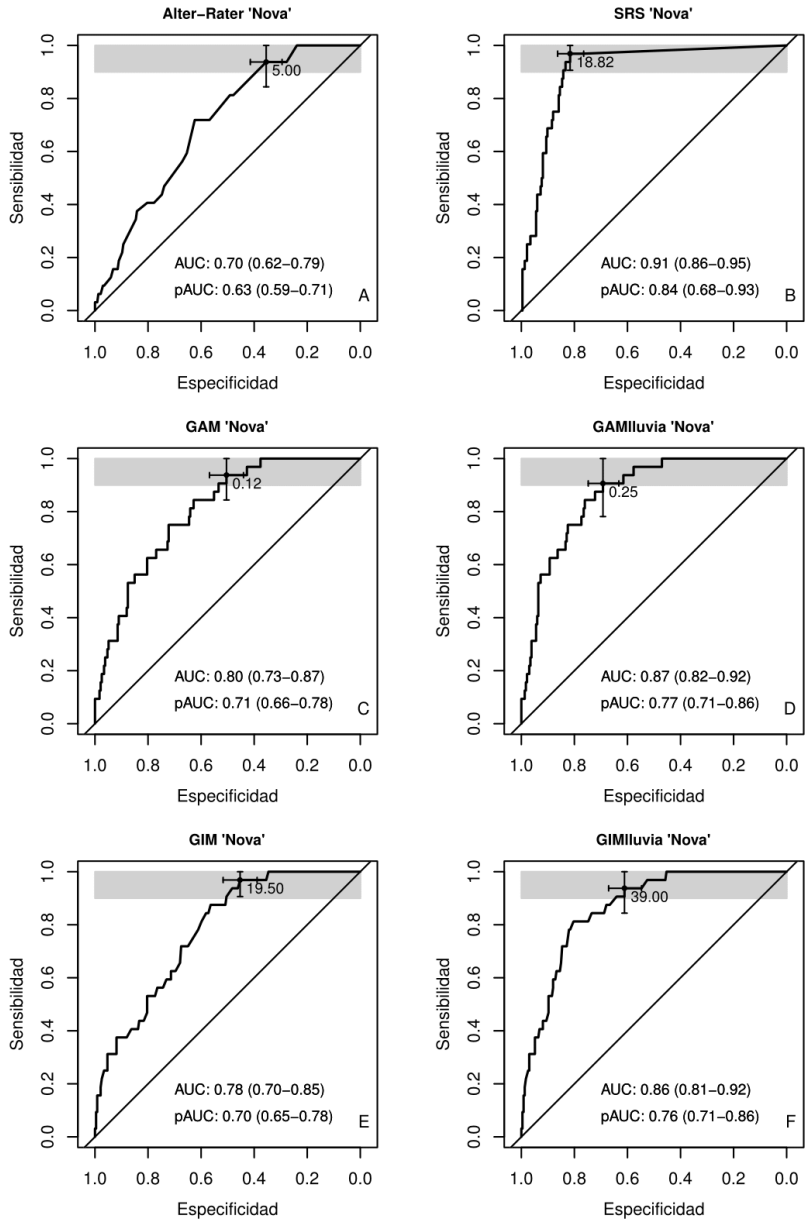 Alter−Rater 'Nova'
Sensibilidad
0.0 0.2 0.4 0.6 0.8 1.0
5.00
AUC: 0.70 (0.62−0.79)
pAUC: 0.63 (0.59−0.71)
A
1.0 0.8 0.6 0.4 0.2 0.0
Especificidad
SRS 'Nova'
Sensibilidad
0.0 0.2 0.4 0.6 0.8 1.0
18.82
AUC: 0.91 (0.86−0.95)
pAUC: 0.84 (0.68−0.93)
B
1.0 0.8 0.6 0.4 0.2 0.0
Especificidad
GAM 'Nova'
Sensibilidad
0.0 0.2 0.4 0.6 0.8 1.0
0.12
AUC: 0.80 (0.73−0.87)
pAUC: 0.71 (0.66−0.78)
C
1.0 0.8 0.6 0.4 0.2 0.0
Especificidad
GAMlluvia 'Nova'
Sensibilidad
0.0 0.2 0.4 0.6 0.8 1.0
0.25
AUC: 0.87 (0.82−0.92)
pAUC: 0.77 (0.71−0.86)
D
1.0 0.8 0.6 0.4 0.2 0.0
Especificidad
GIM 'Nova'
Sensibilidad
0.0 0.2 0.4 0.6 0.8 1.0
19.50
AUC: 0.78 (0.70−0.85)
pAUC: 0.70 (0.65−0.78)
E
1.0 0.8 0.6 0.4 0.2 0.0
Especificidad
GIMlluvia 'Nova'
Sensibilidad
0.0 0.2 0.4 0.6 0.8 1.0
39.00
AUC: 0.86 (0.81−0.92)
pAUC: 0.76 (0.71−0.86)
F
1.0 0.8 0.6 0.4 0.2 0.0
Especificidad